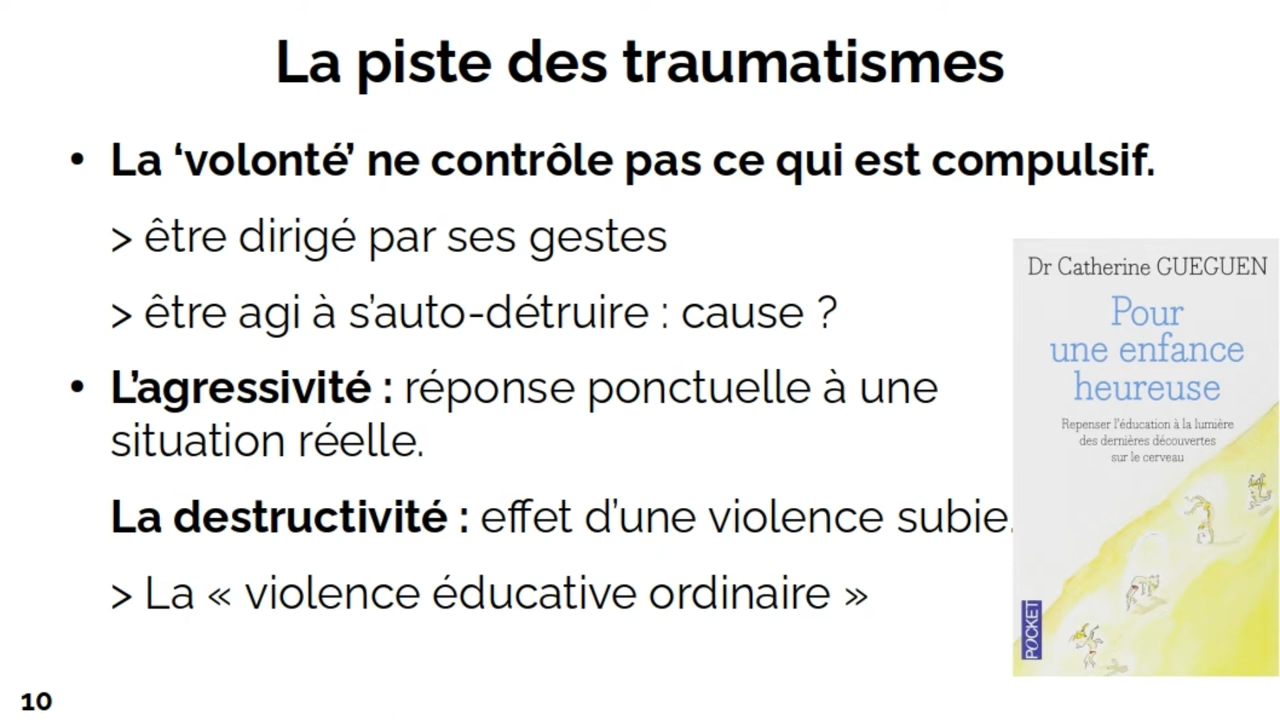 La piste des traumatismes
• La ‘volonté’ ne contrôle pas ce qui est compulsif.
> être dirigé par ses gestes
> être agi à s’auto-détruire : cause ?
• L’agressivité : réponse ponctuelle à une
situation réelle.
La destructivité : effet d’une violence subie.
> La « violence éducative ordinaire »
Dr Catherine GUEGUEN
Pour
une enfance
heureuse
Repenser l'éducation à la lumière
des dernières découvertes
sur le cerveau
POCKET
10